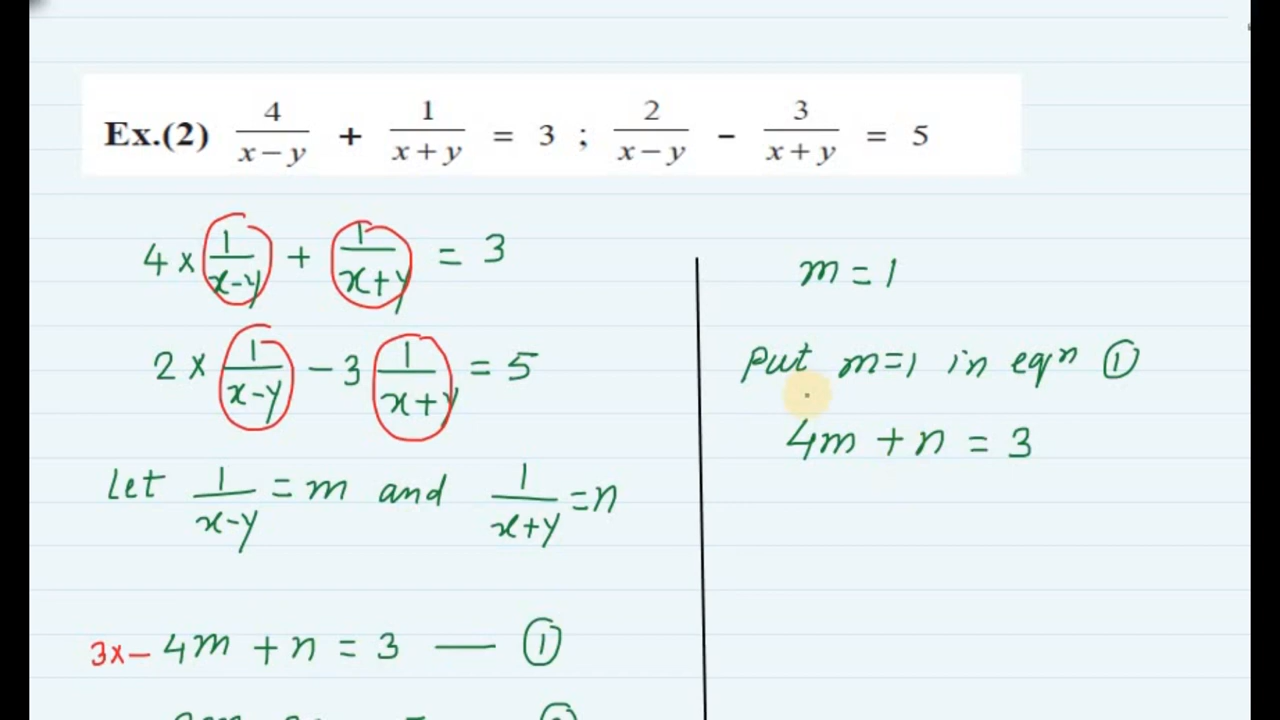 Ex.(2) 4/(x − y) + 1/(x + y) = 3 ; 2/(x − y) − 3/(x + y) = 5
4 × 1/(x−y) + 1/(x+y) = 3
2 × 1/(x−y) − 3 1/(x+y) = 5
Let 1/(x−y) = m and 1/(x+y) = n
3x− 4m + n = 3 — ①
m = 1
Put m=1 in eqⁿ ①
4m + n = 3